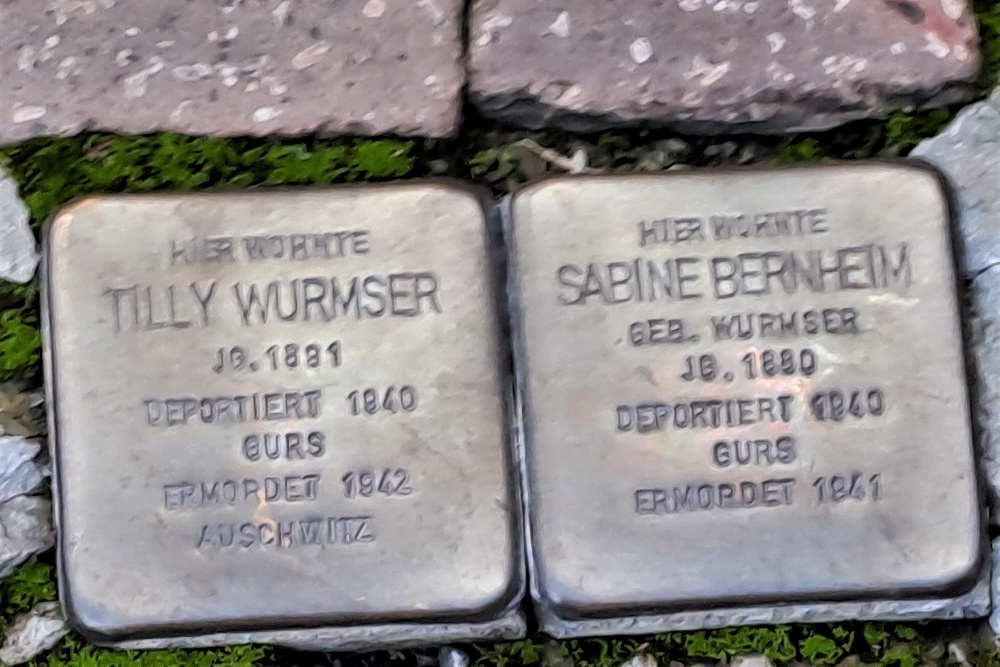 HIER WOHNTE
TILLY WURMSER
JG. 1881
DEPORTIERT 1940
GURS
ERMORDET 1942
AUSCHWITZ
HIER WOHNTE
SABINE BERNHEIM
GEB. WURMSER
JG. 1880
DEPORTIERT 1940
GURS
ERMORDET 1941